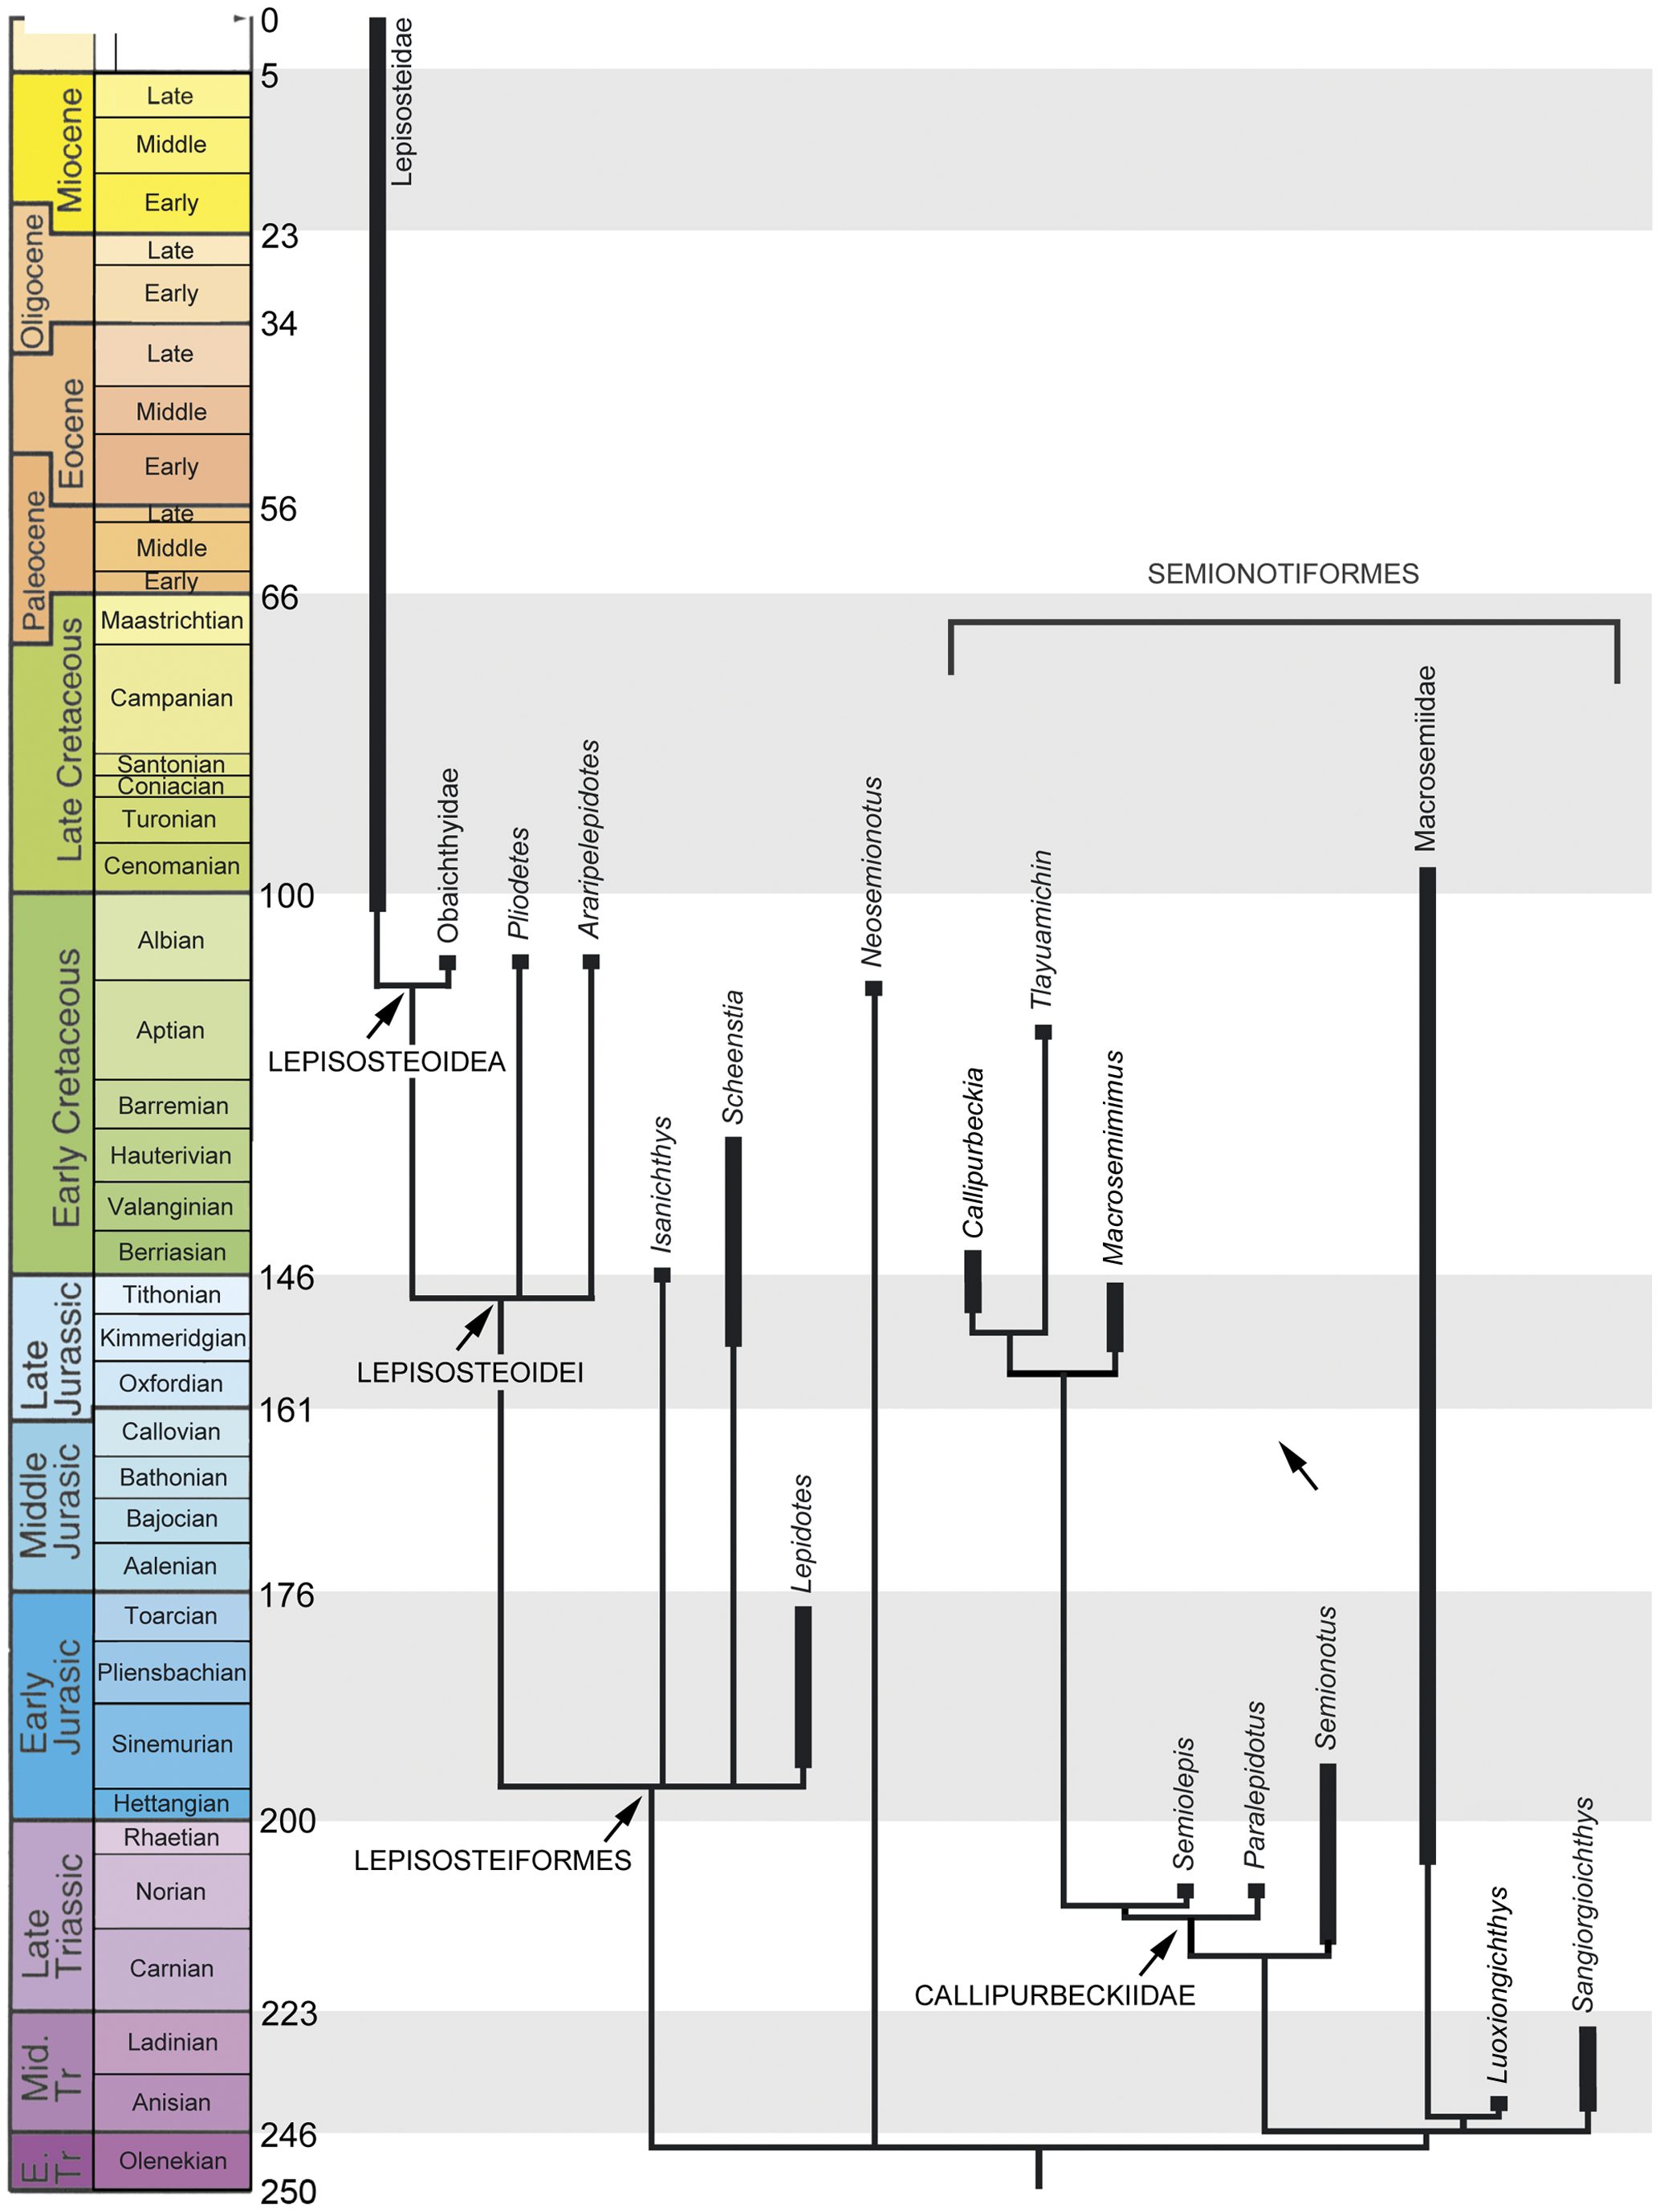 0
5
Miocene
Late
Middle
Early
23
Oligocene
Late
Early
34
Eocene
Late
Middle
Early
56
Paleocene
Late
Middle
Early
66
Late Cretaceous
Maastrichtian
Campanian
Santonian
Coniacian
Turonian
Cenomanian
100
Early Cretaceous
Albian
Aptian
Barremian
Hauterivian
Valanginian
Berriasian
146
Late
Jurassic
Tithonian
Kimmeridgian
Oxfordian
161
Middle
Jurasic
Callovian
Bathonian
Bajocian
Aalenian
176
Early
Jurasic
Toarcian
Pliensbachian
Sinemurian
Hettangian
200
Late
Triassic
Rhaetian
Norian
Carnian
223
Mid.
Tr
Ladinian
Anisian
246
E.
Tr
Olenekian
250
Lepisosteidae
Obaichthyidae
Pliodetes
Araripelepidotes
LEPISOSTEOIDEA
Isanichthys
Scheenstia
LEPISOSTEOIDEI
Lepidotes
LEPISOSTEIFORMES
Neosemionotus
SEMIONOTIFORMES
Callipurbeckia
Tlayuamichin
Macrosemimimus
Macrosemiidae
Semiolepis
Paralepidotus
Semionotus
CALLIPURBECKIIDAE
Luoxiongichthys
Sangiorgioichthys